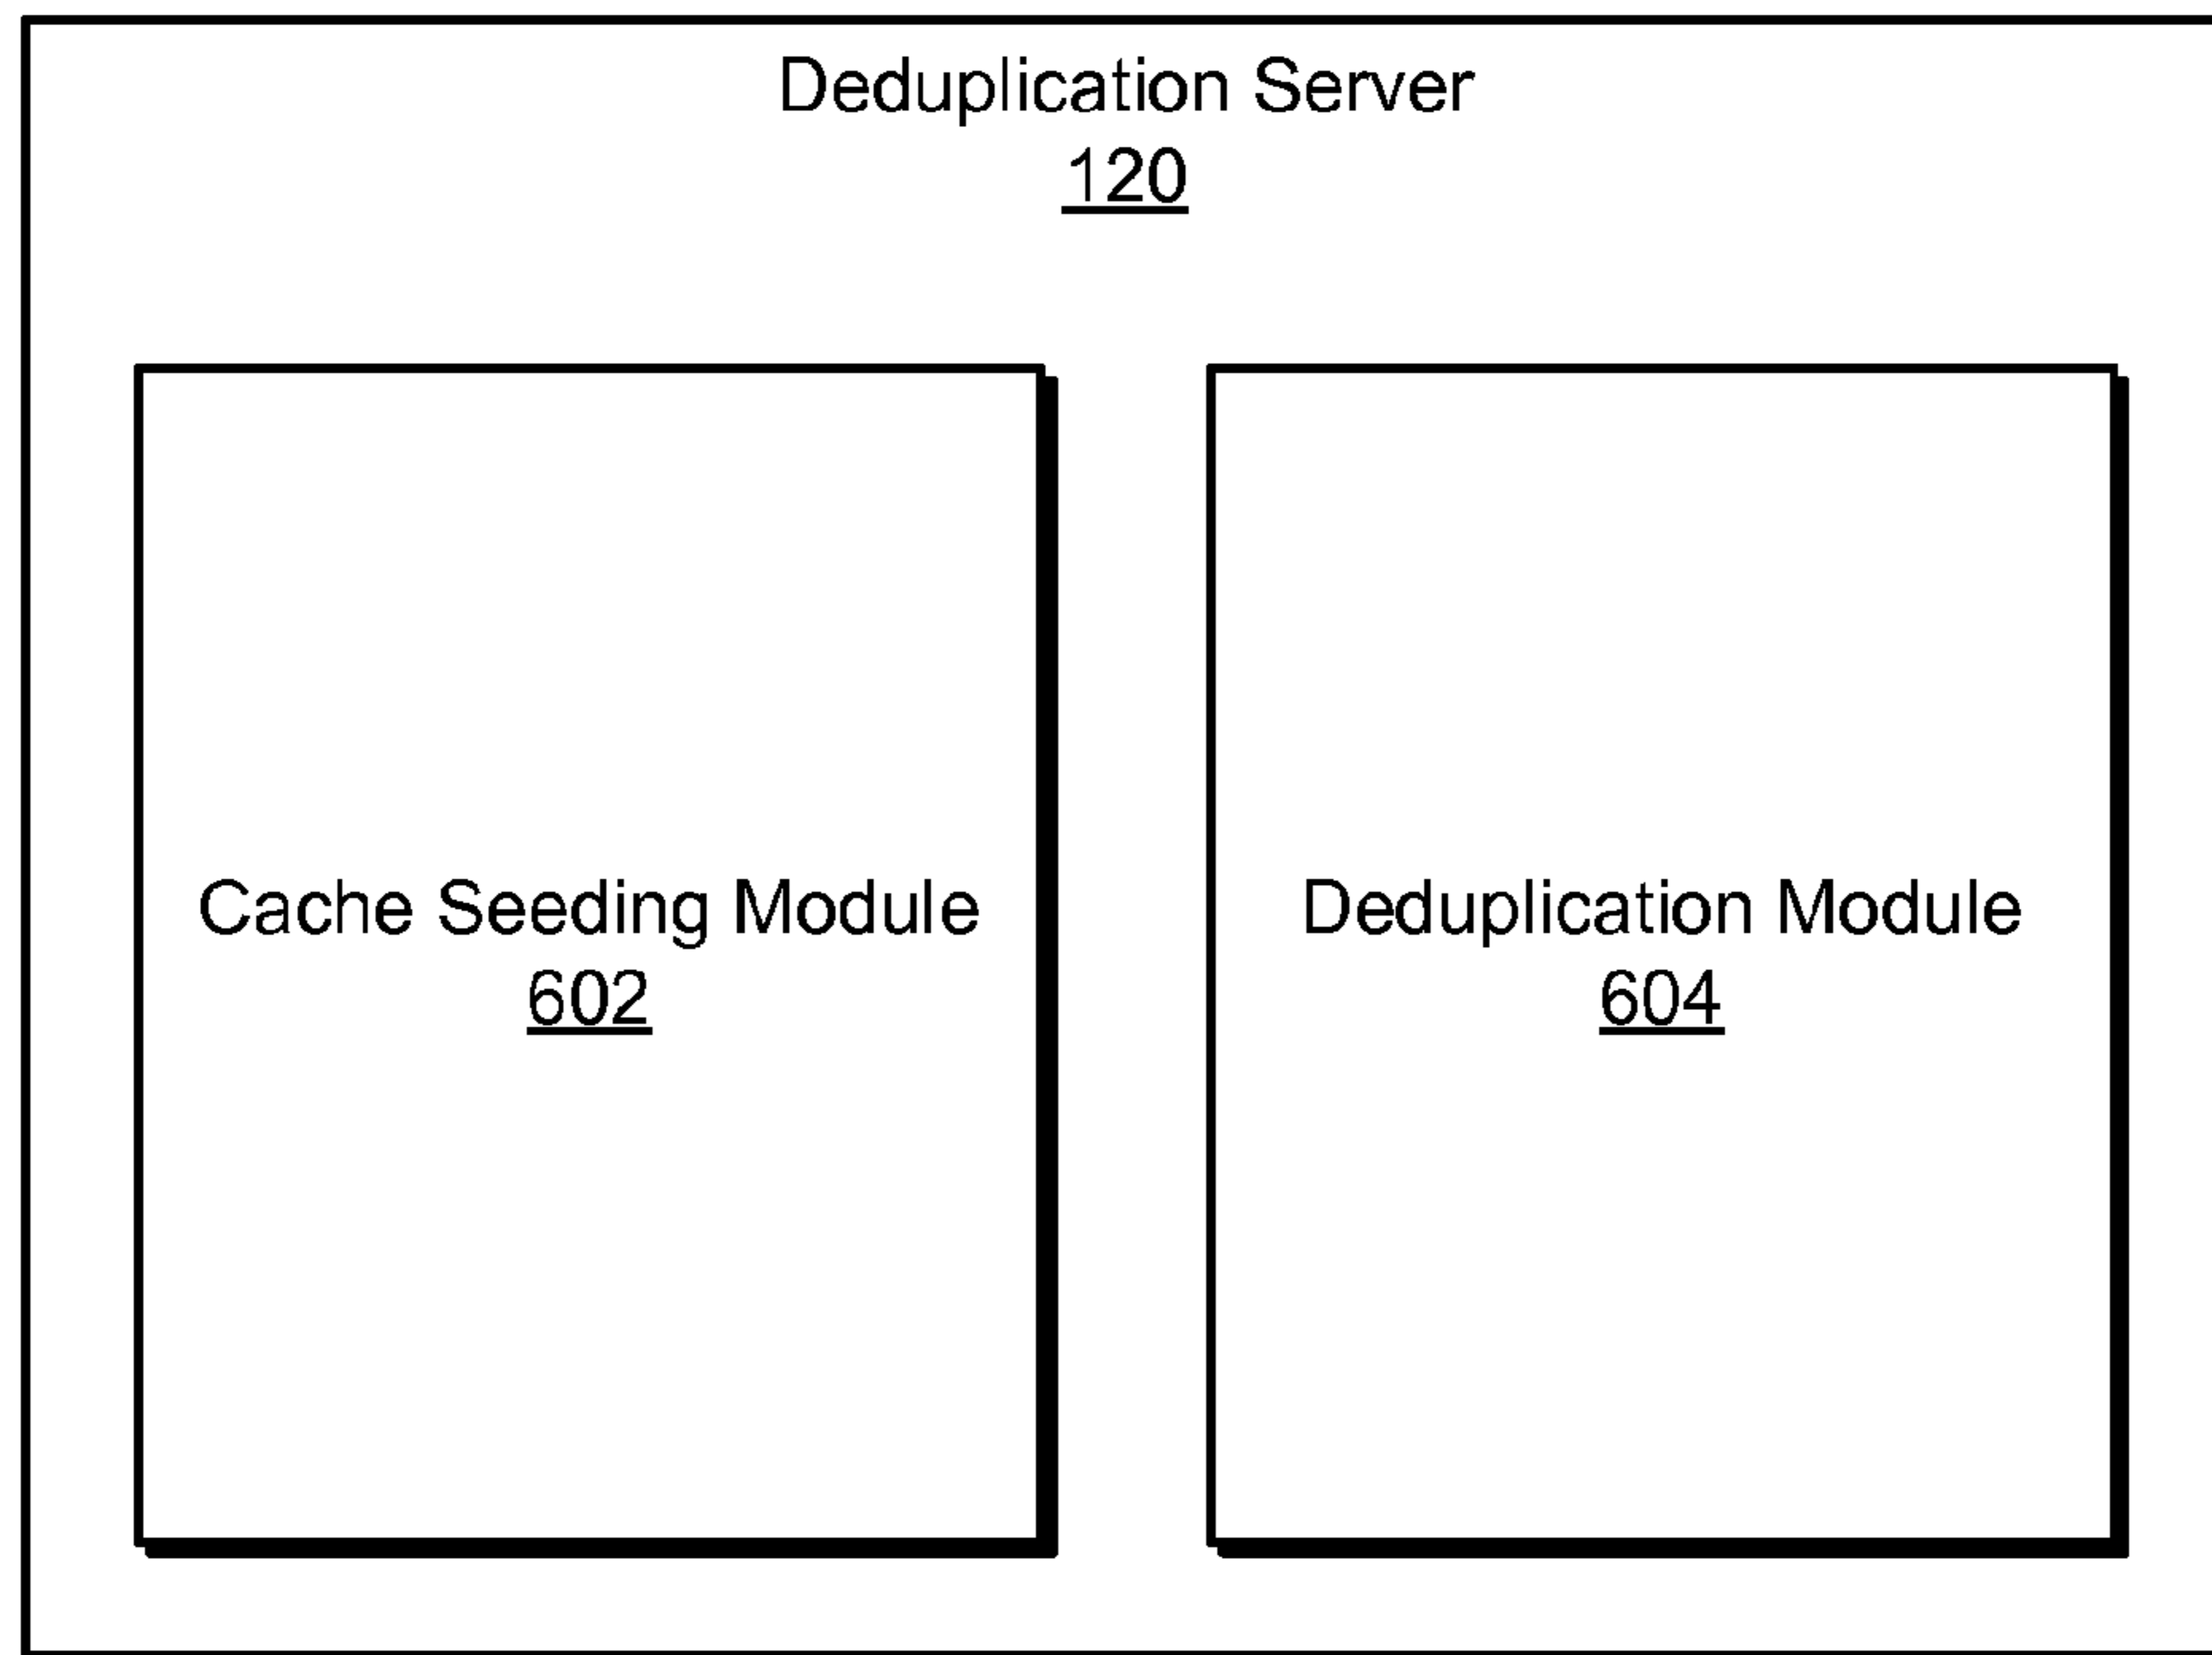 Deduplication Server
120
Cache Seeding Module
602
Deduplication Module
604